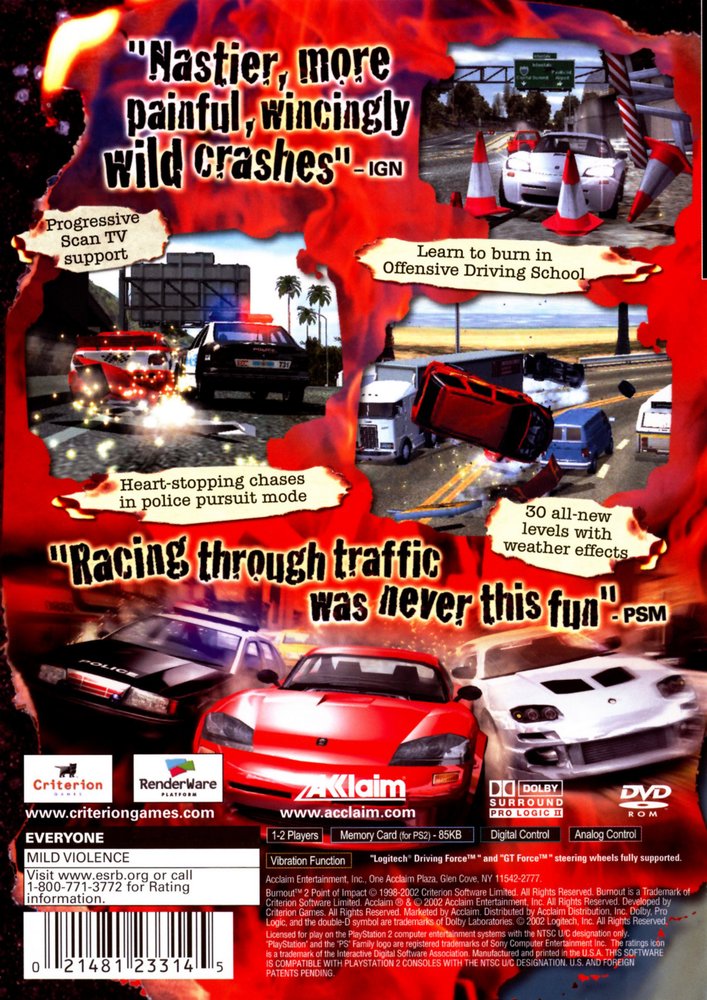 "Nastier, more
painful, wincingly
wild crashes" - IGN
Progressive
Scan TV
support
Learn to burn in
Offensive Driving School
POLICE
731
Heart-stopping chases
in police pursuit mode
30 all-new
levels with
weather effects
"Racing through traffic
was never this fun" - PSM
POLICE
Criterion
GAMES
RenderWare
PLATFORM
AKklaim
DOLBY
SURROUND
PRO LOGIC II
DVD
ROM
www.criteriongames.com
www.acclaim.com
EVERYONE
MILD VIOLENCE
Visit www.esrb.org or call
1-800-771-3772 for Rating
information.
1-2 Players
Memory Card (for PS2) - 85KB
Digital Control
Analog Control
Vibration Function
"Logitech® Driving Force™" and "GT Force™" steering wheels fully supported.
Acclaim Entertainment, Inc., One Acclaim Plaza, Glen Cove, NY 11542-2777.
Burnout™ 2 Point of Impact © 1998-2002 Criterion Software Limited. All Rights Reserved. Burnout is a Trademark of
Criterion Software Limited. Acclaim ® & © 2002 Acclaim Entertainment, Inc. All Rights Reserved. Developed by
Criterion Games. All Rights Reserved. Marketed by Acclaim. Distributed by Acclaim Distribution, Inc. Dolby, Pro
Logic, and the double-D symbol are trademarks of Dolby Laboratories. © 2002 Logitech, Inc. All Rights Reserved.
Licensed for play on the PlayStation 2 computer entertainment systems with the NTSC U/C designation only.
"PlayStation" and the "PS" Family logo are registered trademarks of Sony Computer Entertainment Inc. The ratings icon
is a trademark of the Interactive Digital Software Association. Manufactured and printed in the U.S.A. THIS SOFTWARE
IS COMPATIBLE WITH PLAYSTATION 2 CONSOLES WITH THE NTSC U/C DESIGNATION. U.S. AND FOREIGN
PATENTS PENDING.
0 21481 23314 5